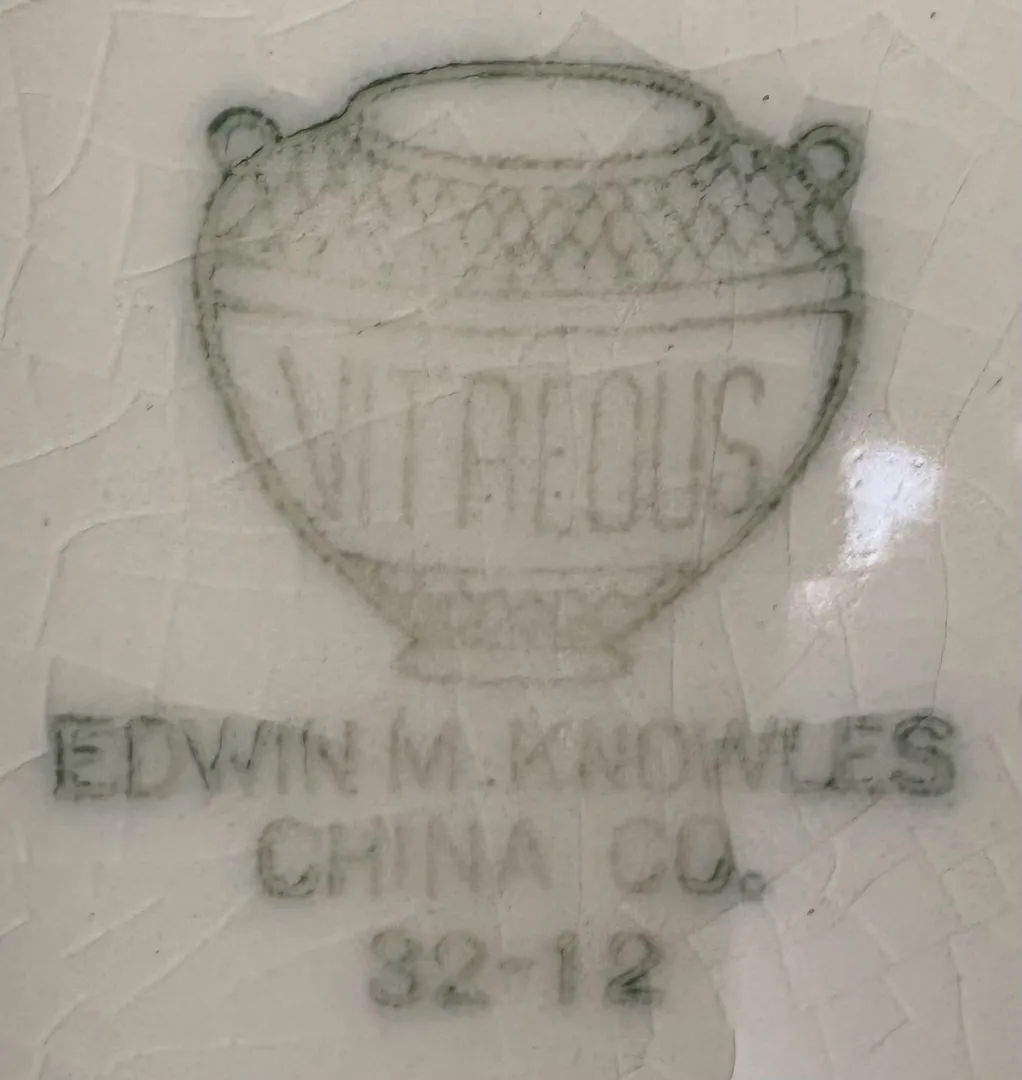 VITREOUS
EDWIN M. KNOWLES
CHINA CO.
32-12